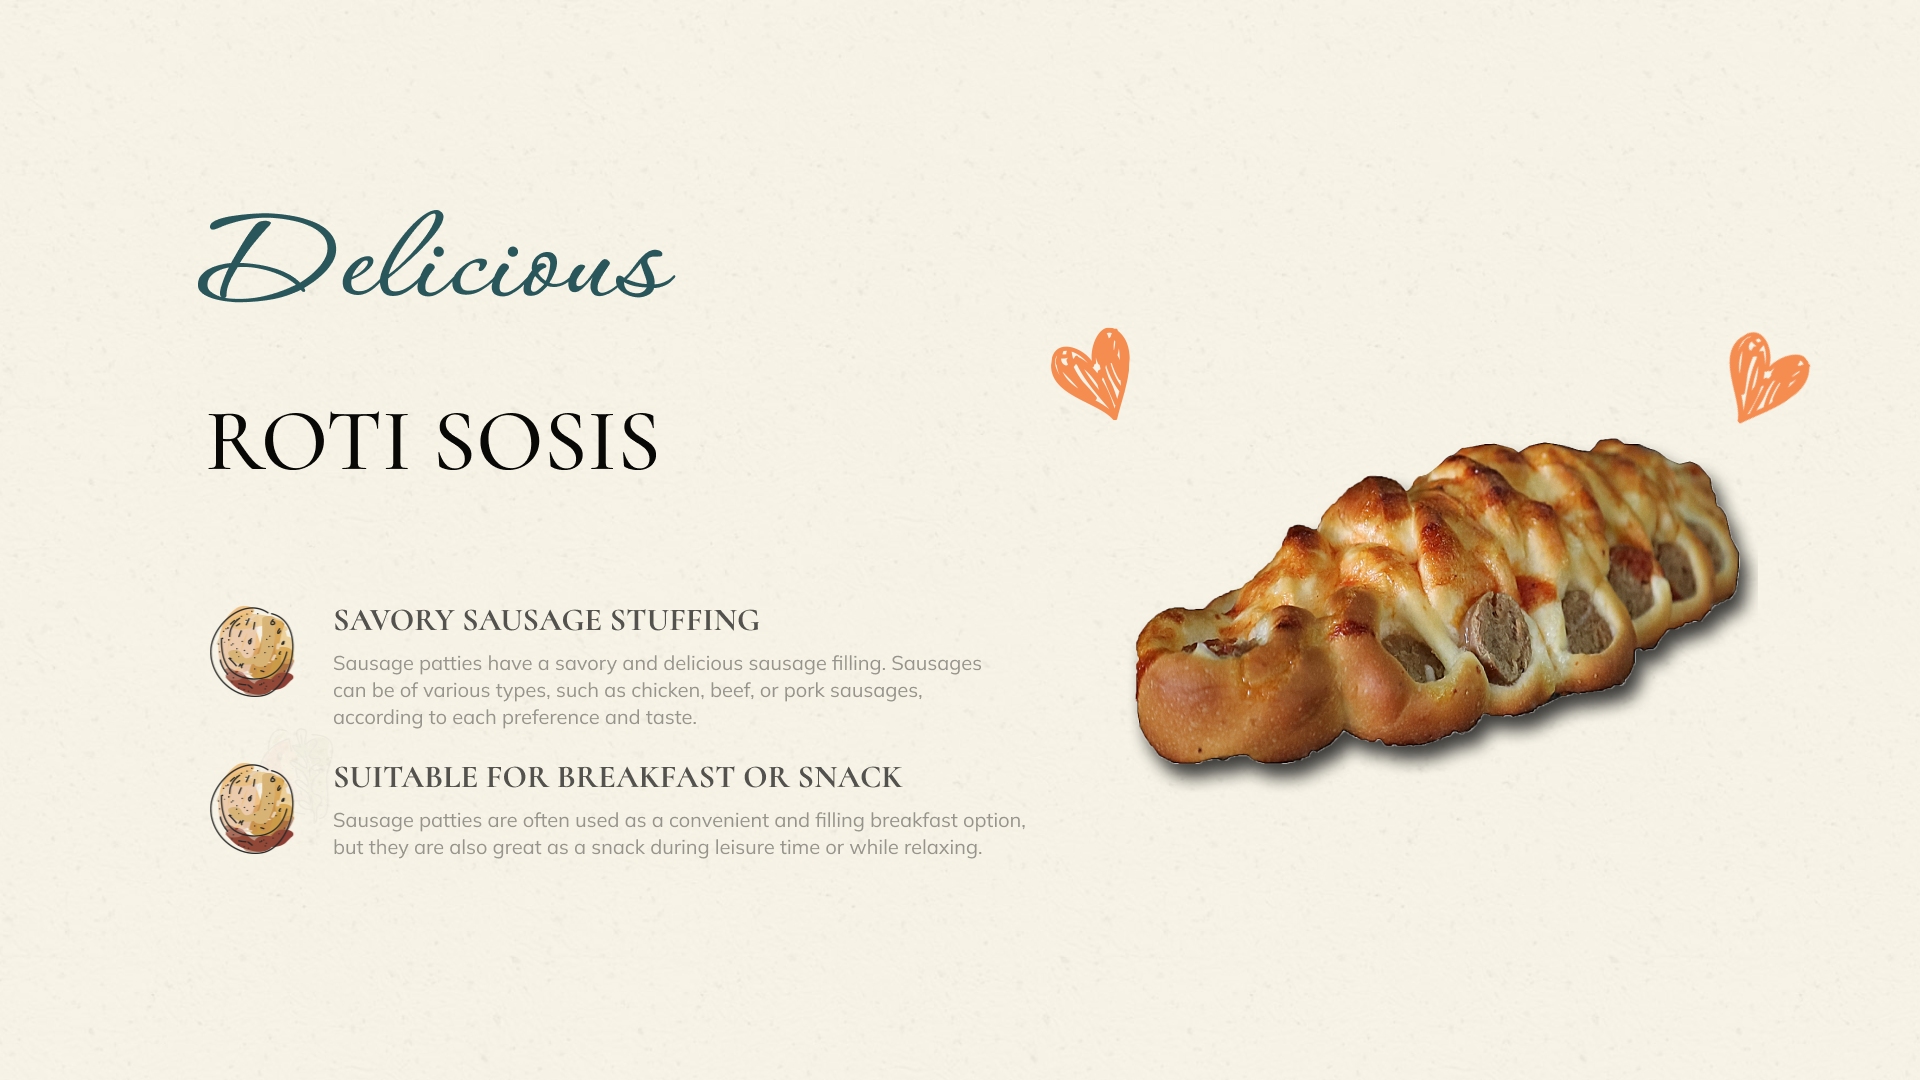 Delicious
ROTI SOSIS
SAVORY SAUSAGE STUFFING
Sausage patties have a savory and delicious sausage filling. Sausages
can be of various types, such as chicken, beef, or pork sausages,
according to each preference and taste.
SUITABLE FOR BREAKFAST OR SNACK
Sausage patties are often used as a convenient and filling breakfast option,
but they are also great as a snack during leisure time or while relaxing.